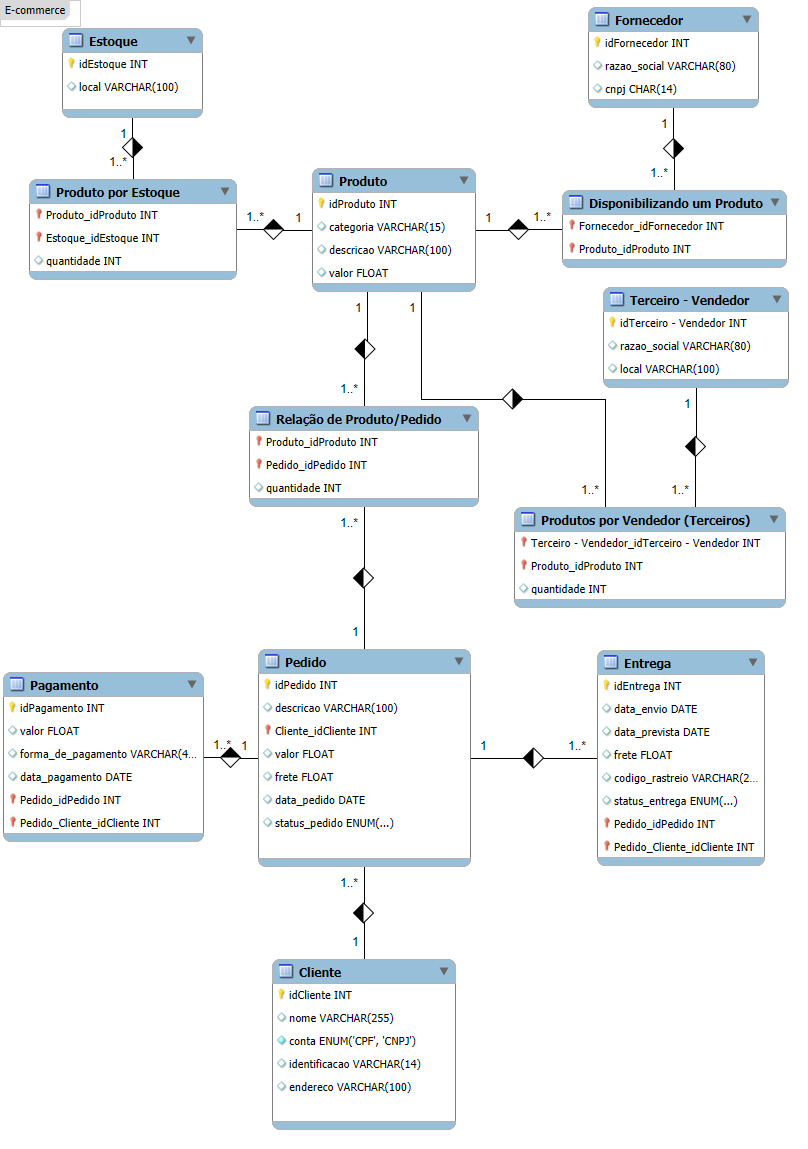 E-commerce
Estoque
idEstoque INT
local VARCHAR(100)
Fornecedor
idFornecedor INT
razao_social VARCHAR(80)
cnpj CHAR(14)
1
1..*
1
1..*
Produto por Estoque
Produto_idProduto INT
Estoque_idEstoque INT
quantidade INT
1..*
1
Produto
idProduto INT
categoria VARCHAR(15)
descricao VARCHAR(100)
valor FLOAT
1
1..*
Disponibilizando um Produto
Fornecedor_idFornecedor INT
Produto_idProduto INT
Terceiro - Vendedor
idTerceiro - Vendedor INT
razao_social VARCHAR(80)
local VARCHAR(100)
1
1
1..*
1
1..*
1..*
Relação de Produto/Pedido
Produto_idProduto INT
Pedido_idPedido INT
quantidade INT
Produtos por Vendedor (Terceiros)
Terceiro - Vendedor_idTerceiro - Vendedor INT
Produto_idProduto INT
quantidade INT
1..*
1
Pagamento
idPagamento INT
valor FLOAT
forma_de_pagamento VARCHAR(4...
data_pagamento DATE
Pedido_idPedido INT
Pedido_Cliente_idCliente INT
1..*
1
Pedido
idPedido INT
descricao VARCHAR(100)
Cliente_idCliente INT
valor FLOAT
frete FLOAT
data_pedido DATE
status_pedido ENUM(...)
1
1..*
Entrega
idEntrega INT
data_envio DATE
data_prevista DATE
frete FLOAT
codigo_rastreio VARCHAR(2...
status_entrega ENUM(...)
Pedido_idPedido INT
Pedido_Cliente_idCliente INT
1..*
1
Cliente
idCliente INT
nome VARCHAR(255)
conta ENUM('CPF', 'CNPJ')
identificacao VARCHAR(14)
endereco VARCHAR(100)